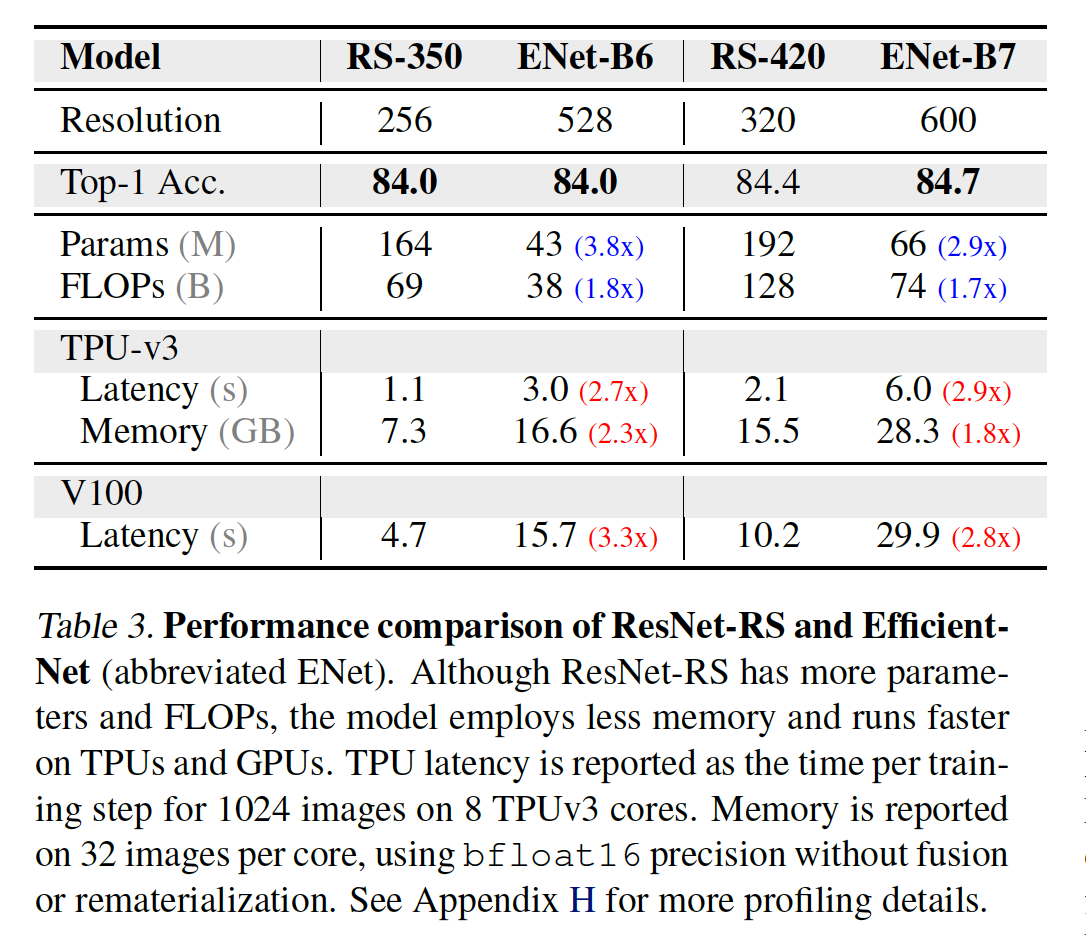 Model RS-350 ENet-B6 RS-420 ENet-B7
Resolution 256 528 320 600
Top-1 Acc. 84.0 84.0 84.4 84.7
Params (M) 164 43 (3.8x) 192 66 (2.9x)
FLOPs (B) 69 38 (1.8x) 128 74 (1.7x)
TPU-v3
Latency (s) 1.1 3.0 (2.7x) 2.1 6.0 (2.9x)
Memory (GB) 7.3 16.6 (2.3x) 15.5 28.3 (1.8x)
V100
Latency (s) 4.7 15.7 (3.3x) 10.2 29.9 (2.8x)
Table 3. Performance comparison of ResNet-RS and Efficient-
Net (abbreviated ENet). Although ResNet-RS has more parame-
ters and FLOPs, the model employs less memory and runs faster
on TPUs and GPUs. TPU latency is reported as the time per train-
ing step for 1024 images on 8 TPUv3 cores. Memory is reported
on 32 images per core, using bfloat16 precision without fusion
or rematerialization. See Appendix H for more profiling details.